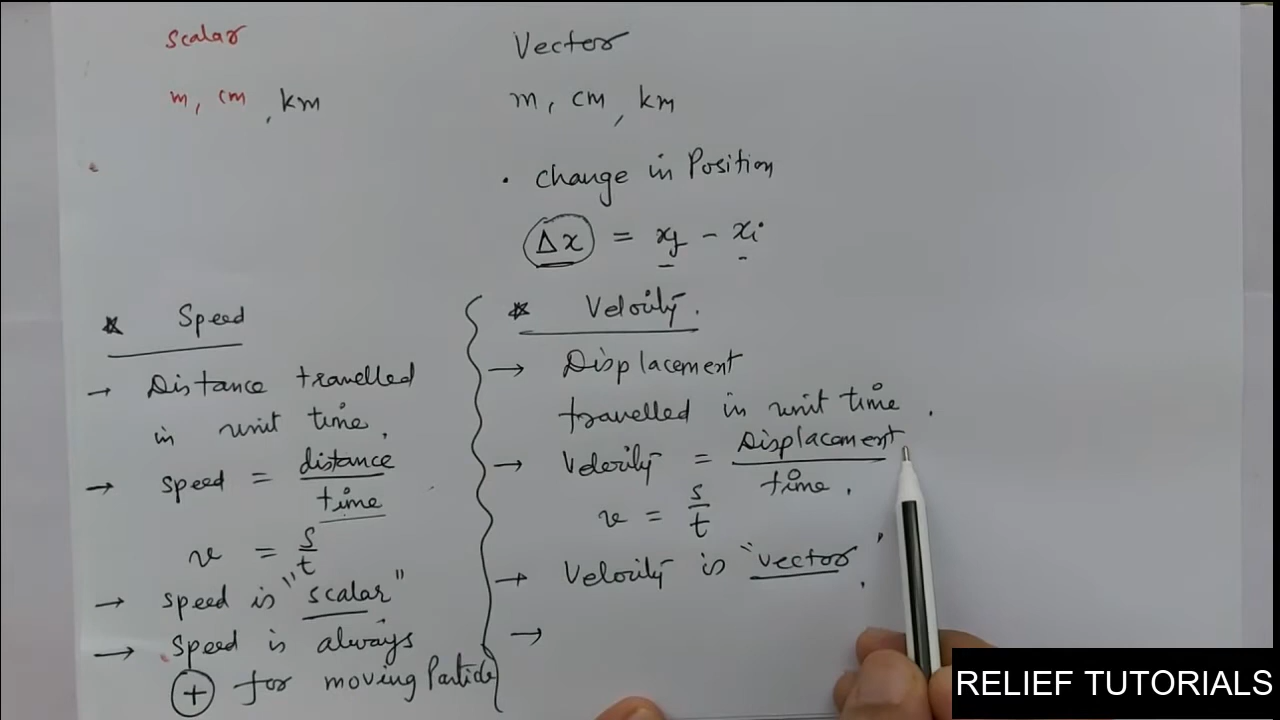 Scalar
m, cm, km
Vector
m, cm, km
• Change in Position
Δx = xf - xi
* Speed
→ Distance travelled
in unit time,
→ Speed = distance/time
v = s/t
→ Speed is "scalar"
→ Speed is always
+ for moving Particle
* Velocity.
→ Displacement
travelled in unit time.
→ Velocity = Displacement/time.
v = s/t
→ Velocity is "vector".
→
RELIEF TUTORIALS